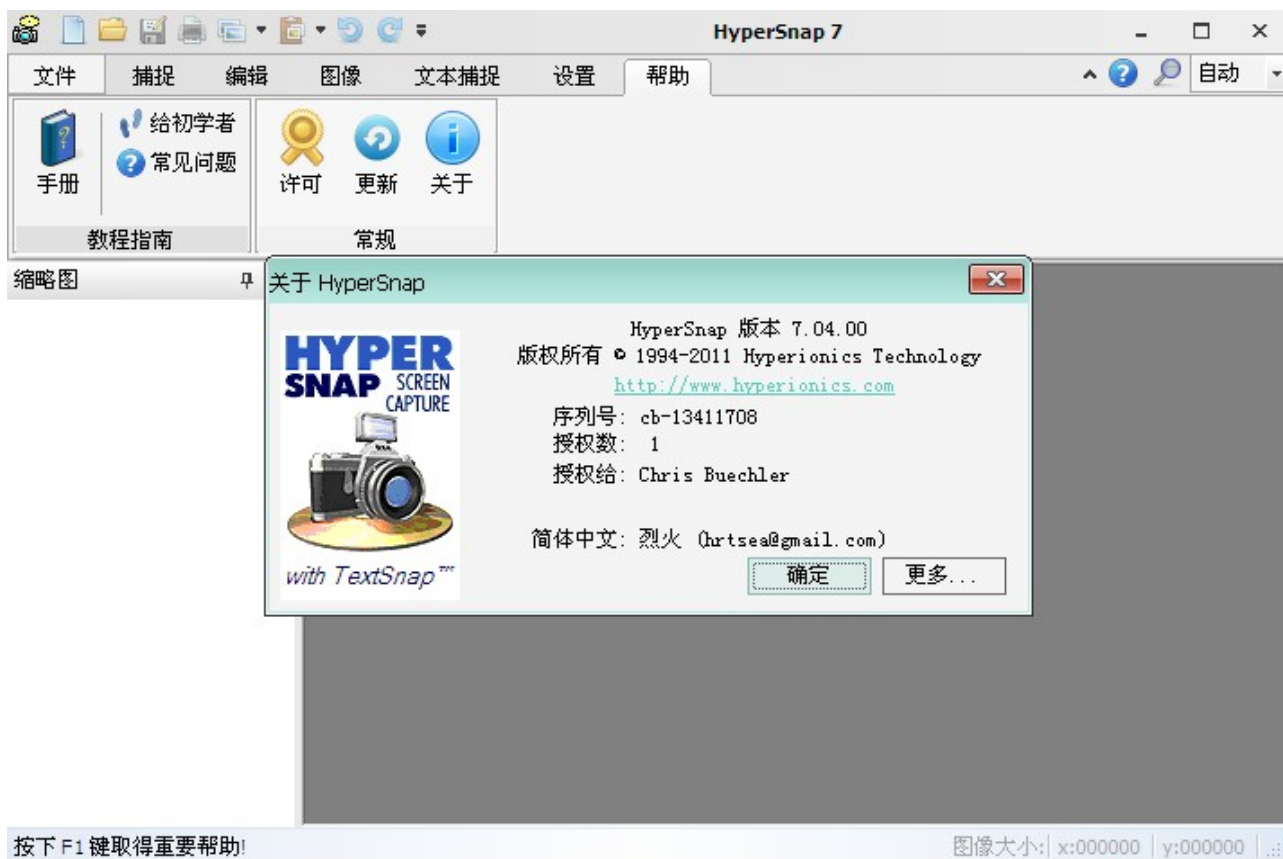 HyperSnap 7
文件 捕捉 编辑 图像 文本捕捉 设置 帮助 自动
手册
给初学者
常见问题
教程指南
许可 更新 关于
常规
缩略图
关于 HyperSnap
HYPER
SNAP SCREEN
CAPTURE
with TextSnap™
HyperSnap 版本 7.04.00
版权所有 © 1994-2011 Hyperionics Technology
http://www.hyperionics.com
序列号: cb-13411708
授权数: 1
授权给: Chris Buechler
简体中文: 烈火 (hrtsea@gmail.com)
确定 更多...
按下 F1 键取得重要帮助! 图像大小: x:000000 y:000000